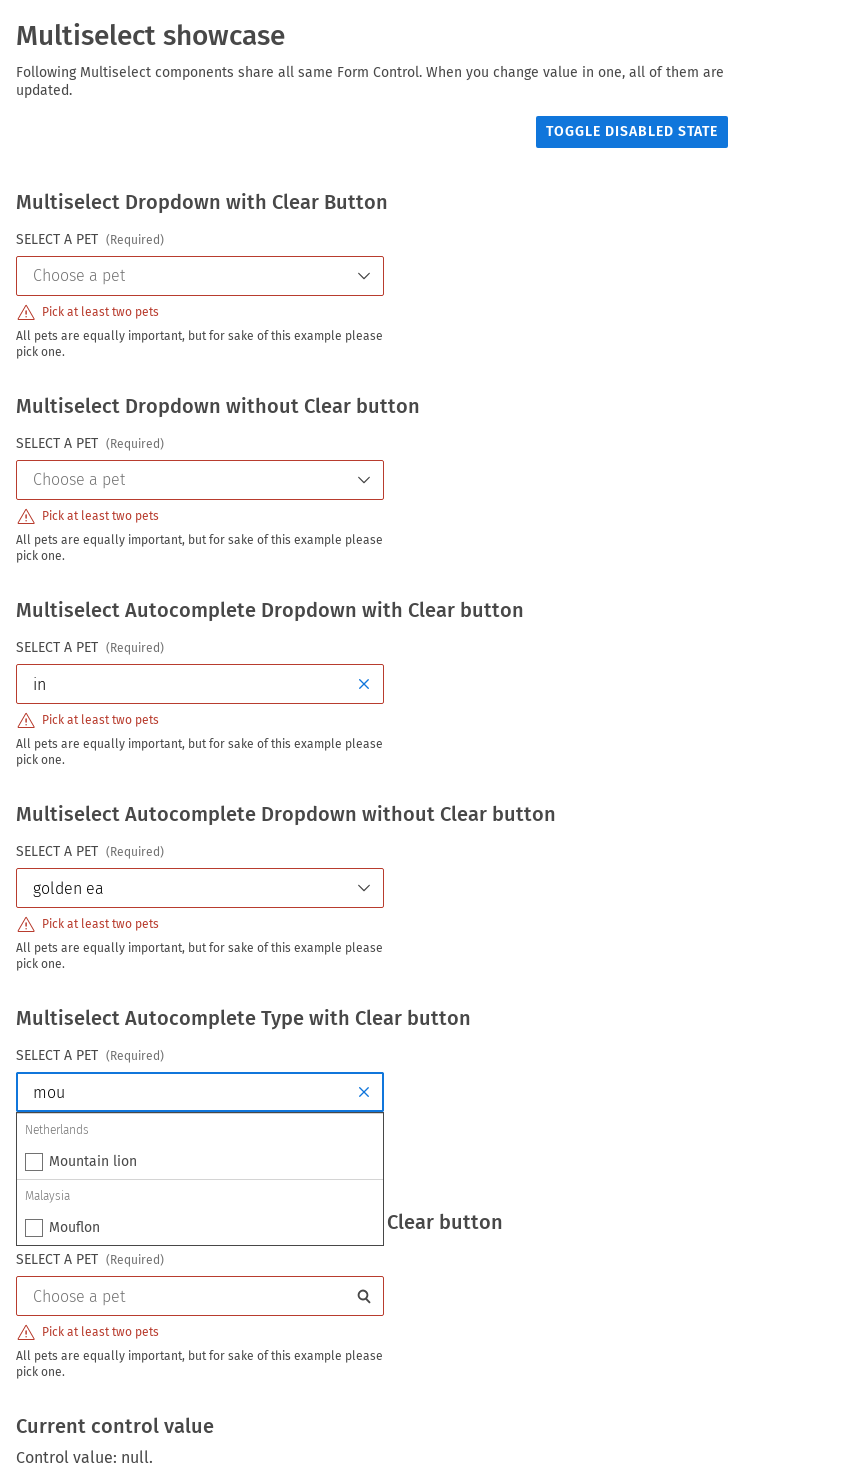 Multiselect showcase
Following Multiselect components share all same Form Control. When you change value in one, all of them are
updated.
TOGGLE DISABLED STATE
Multiselect Dropdown with Clear Button
SELECT A PET (Required)
Choose a pet
Pick at least two pets
All pets are equally important, but for sake of this example please
pick one.
Multiselect Dropdown without Clear button
SELECT A PET (Required)
Choose a pet
Pick at least two pets
All pets are equally important, but for sake of this example please
pick one.
Multiselect Autocomplete Dropdown with Clear button
SELECT A PET (Required)
in
Pick at least two pets
All pets are equally important, but for sake of this example please
pick one.
Multiselect Autocomplete Dropdown without Clear button
SELECT A PET (Required)
golden ea
Pick at least two pets
All pets are equally important, but for sake of this example please
pick one.
Multiselect Autocomplete Type with Clear button
SELECT A PET (Required)
mou
Netherlands
Mountain lion
Malaysia
Mouflon
Clear button
SELECT A PET (Required)
Choose a pet
Pick at least two pets
All pets are equally important, but for sake of this example please
pick one.
Current control value
Control value: null.